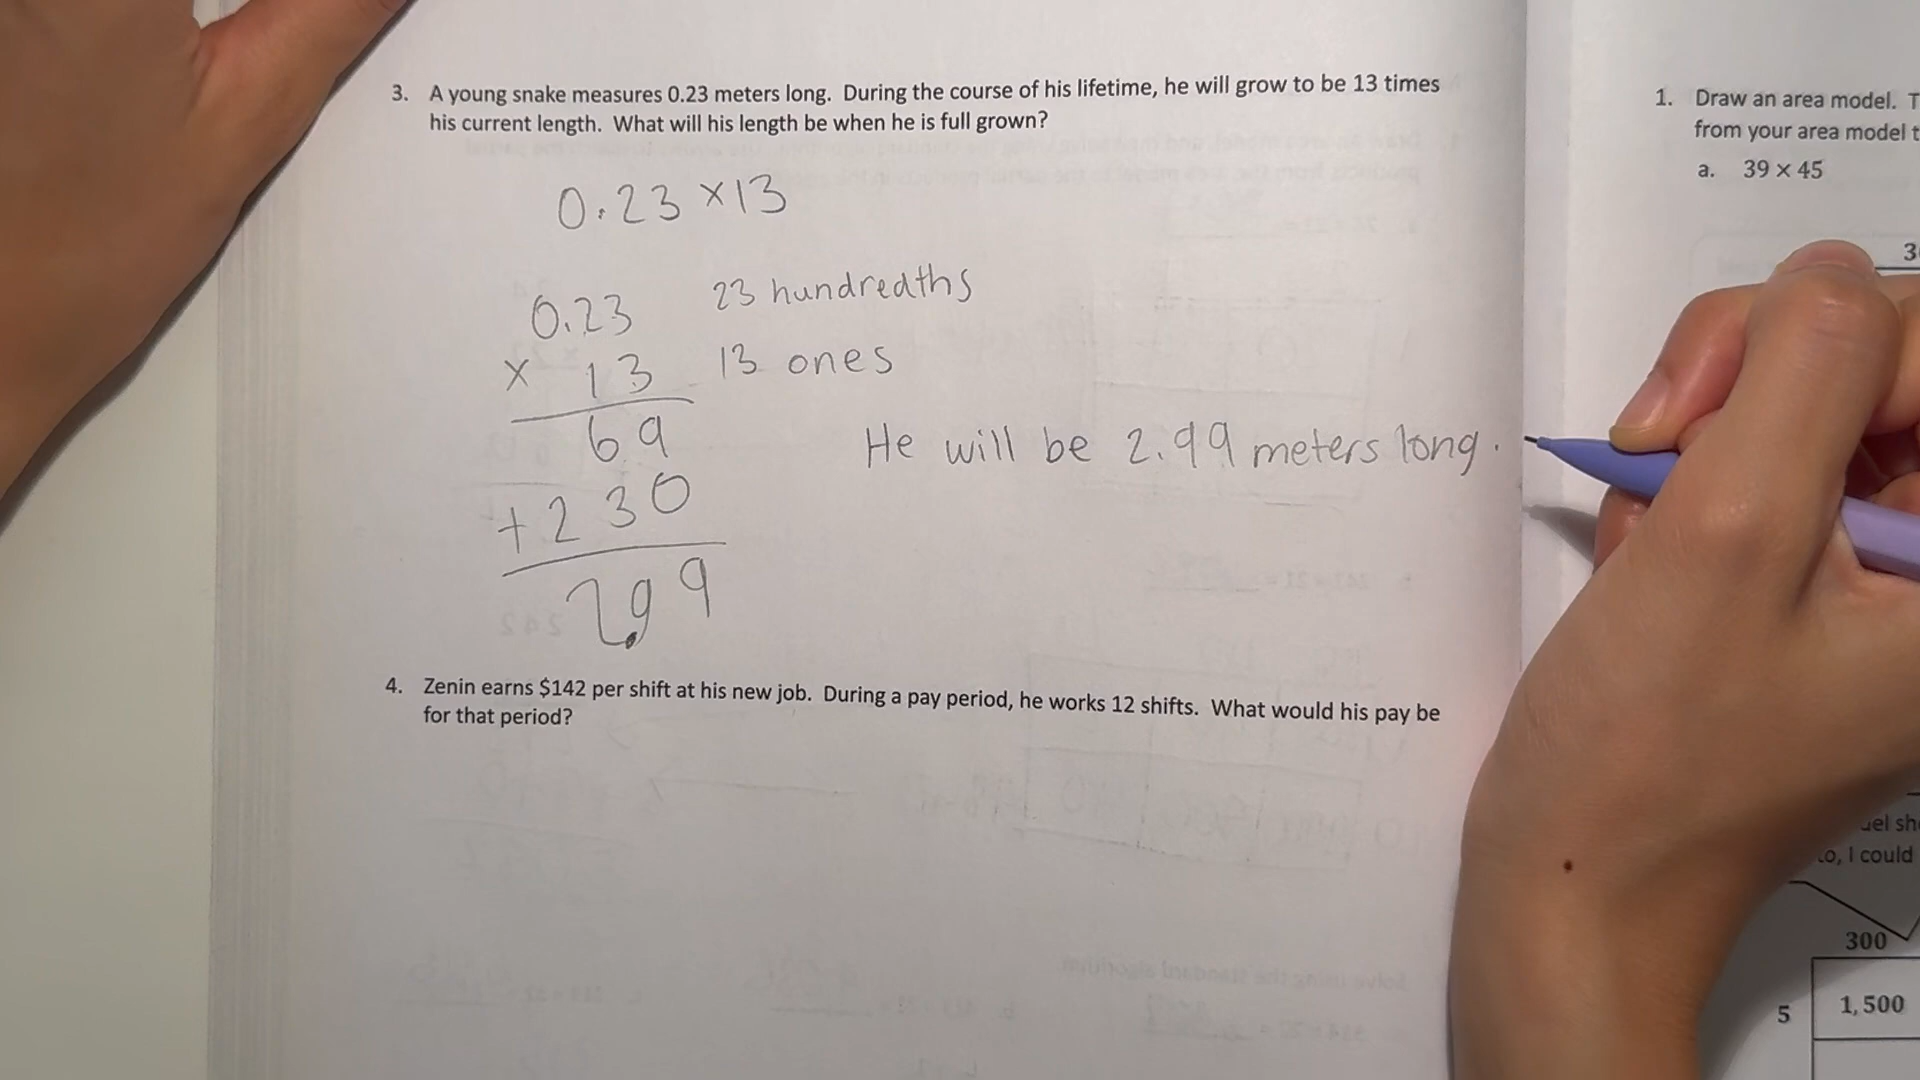 3. A young snake measures 0.23 meters long. During the course of his lifetime, he will grow to be 13 times
his current length. What will his length be when he is full grown?
0.23 × 13
0.23 23 hundredths
× 13 13 ones
69
+ 230
2.99
He will be 2.99 meters long.
4. Zenin earns $142 per shift at his new job. During a pay period, he works 12 shifts. What would his pay be
for that period?
1. Draw an area model.
from your area model
a. 39 × 45
I could
300
5 1,500